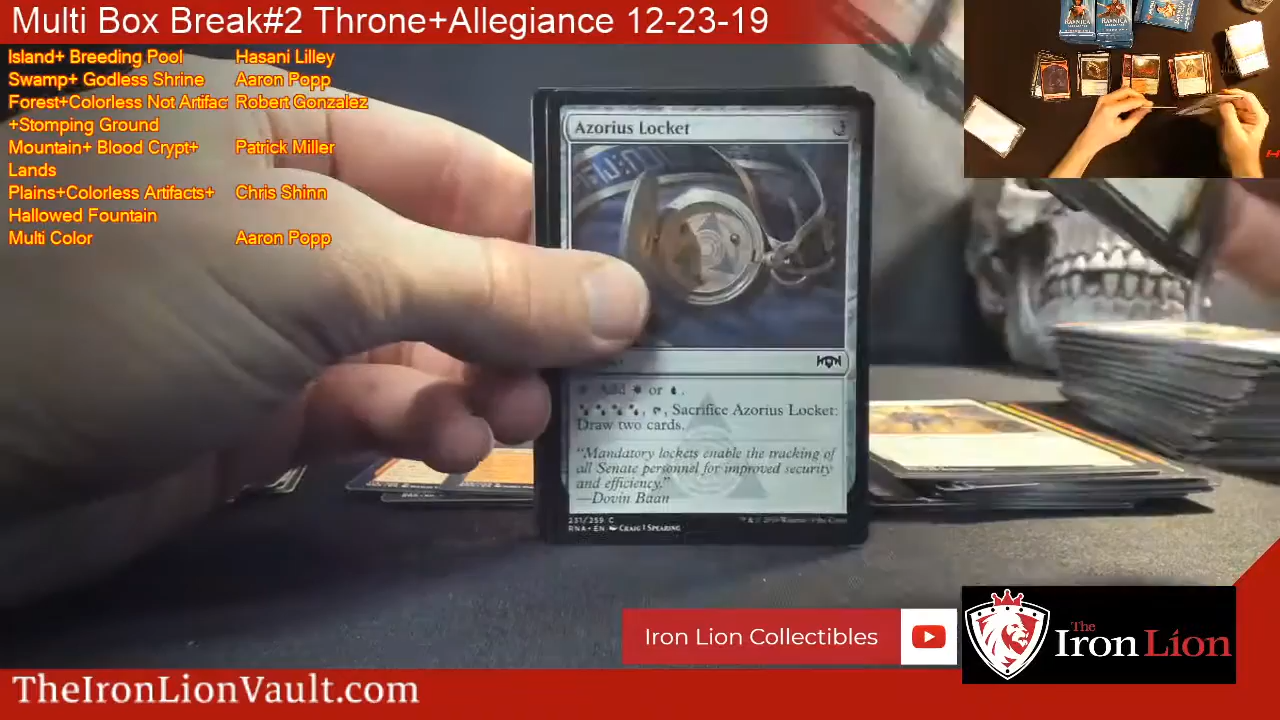 Multi Box Break#2 Throne+Allegiance 12-23-19
Island+ Breeding Pool Hasani Lilley
Swamp+ Godless Shrine Aaron Popp
Forest+Colorless Not Artifac Robert Gonzalez
+Stomping Ground
Mountain+ Blood Crypt+ Patrick Miller
Lands
Plains+Colorless Artifacts+ Chris Shinn
Hallowed Fountain
Multi Color Aaron Popp
RAVNICA
RAVNICA
Azorius Locket 3
Add or .
, , Sacrifice Azorius Locket:
Draw two cards.
"Mandatory lockets enable the tracking of
all Senate personnel for improved security
and efficiency."
—Dovin Baan
231/259 C
RNA • EN CRAIG J SPEARING
Iron Lion Collectibles
The
Iron Lion
TheIronLionVault.com